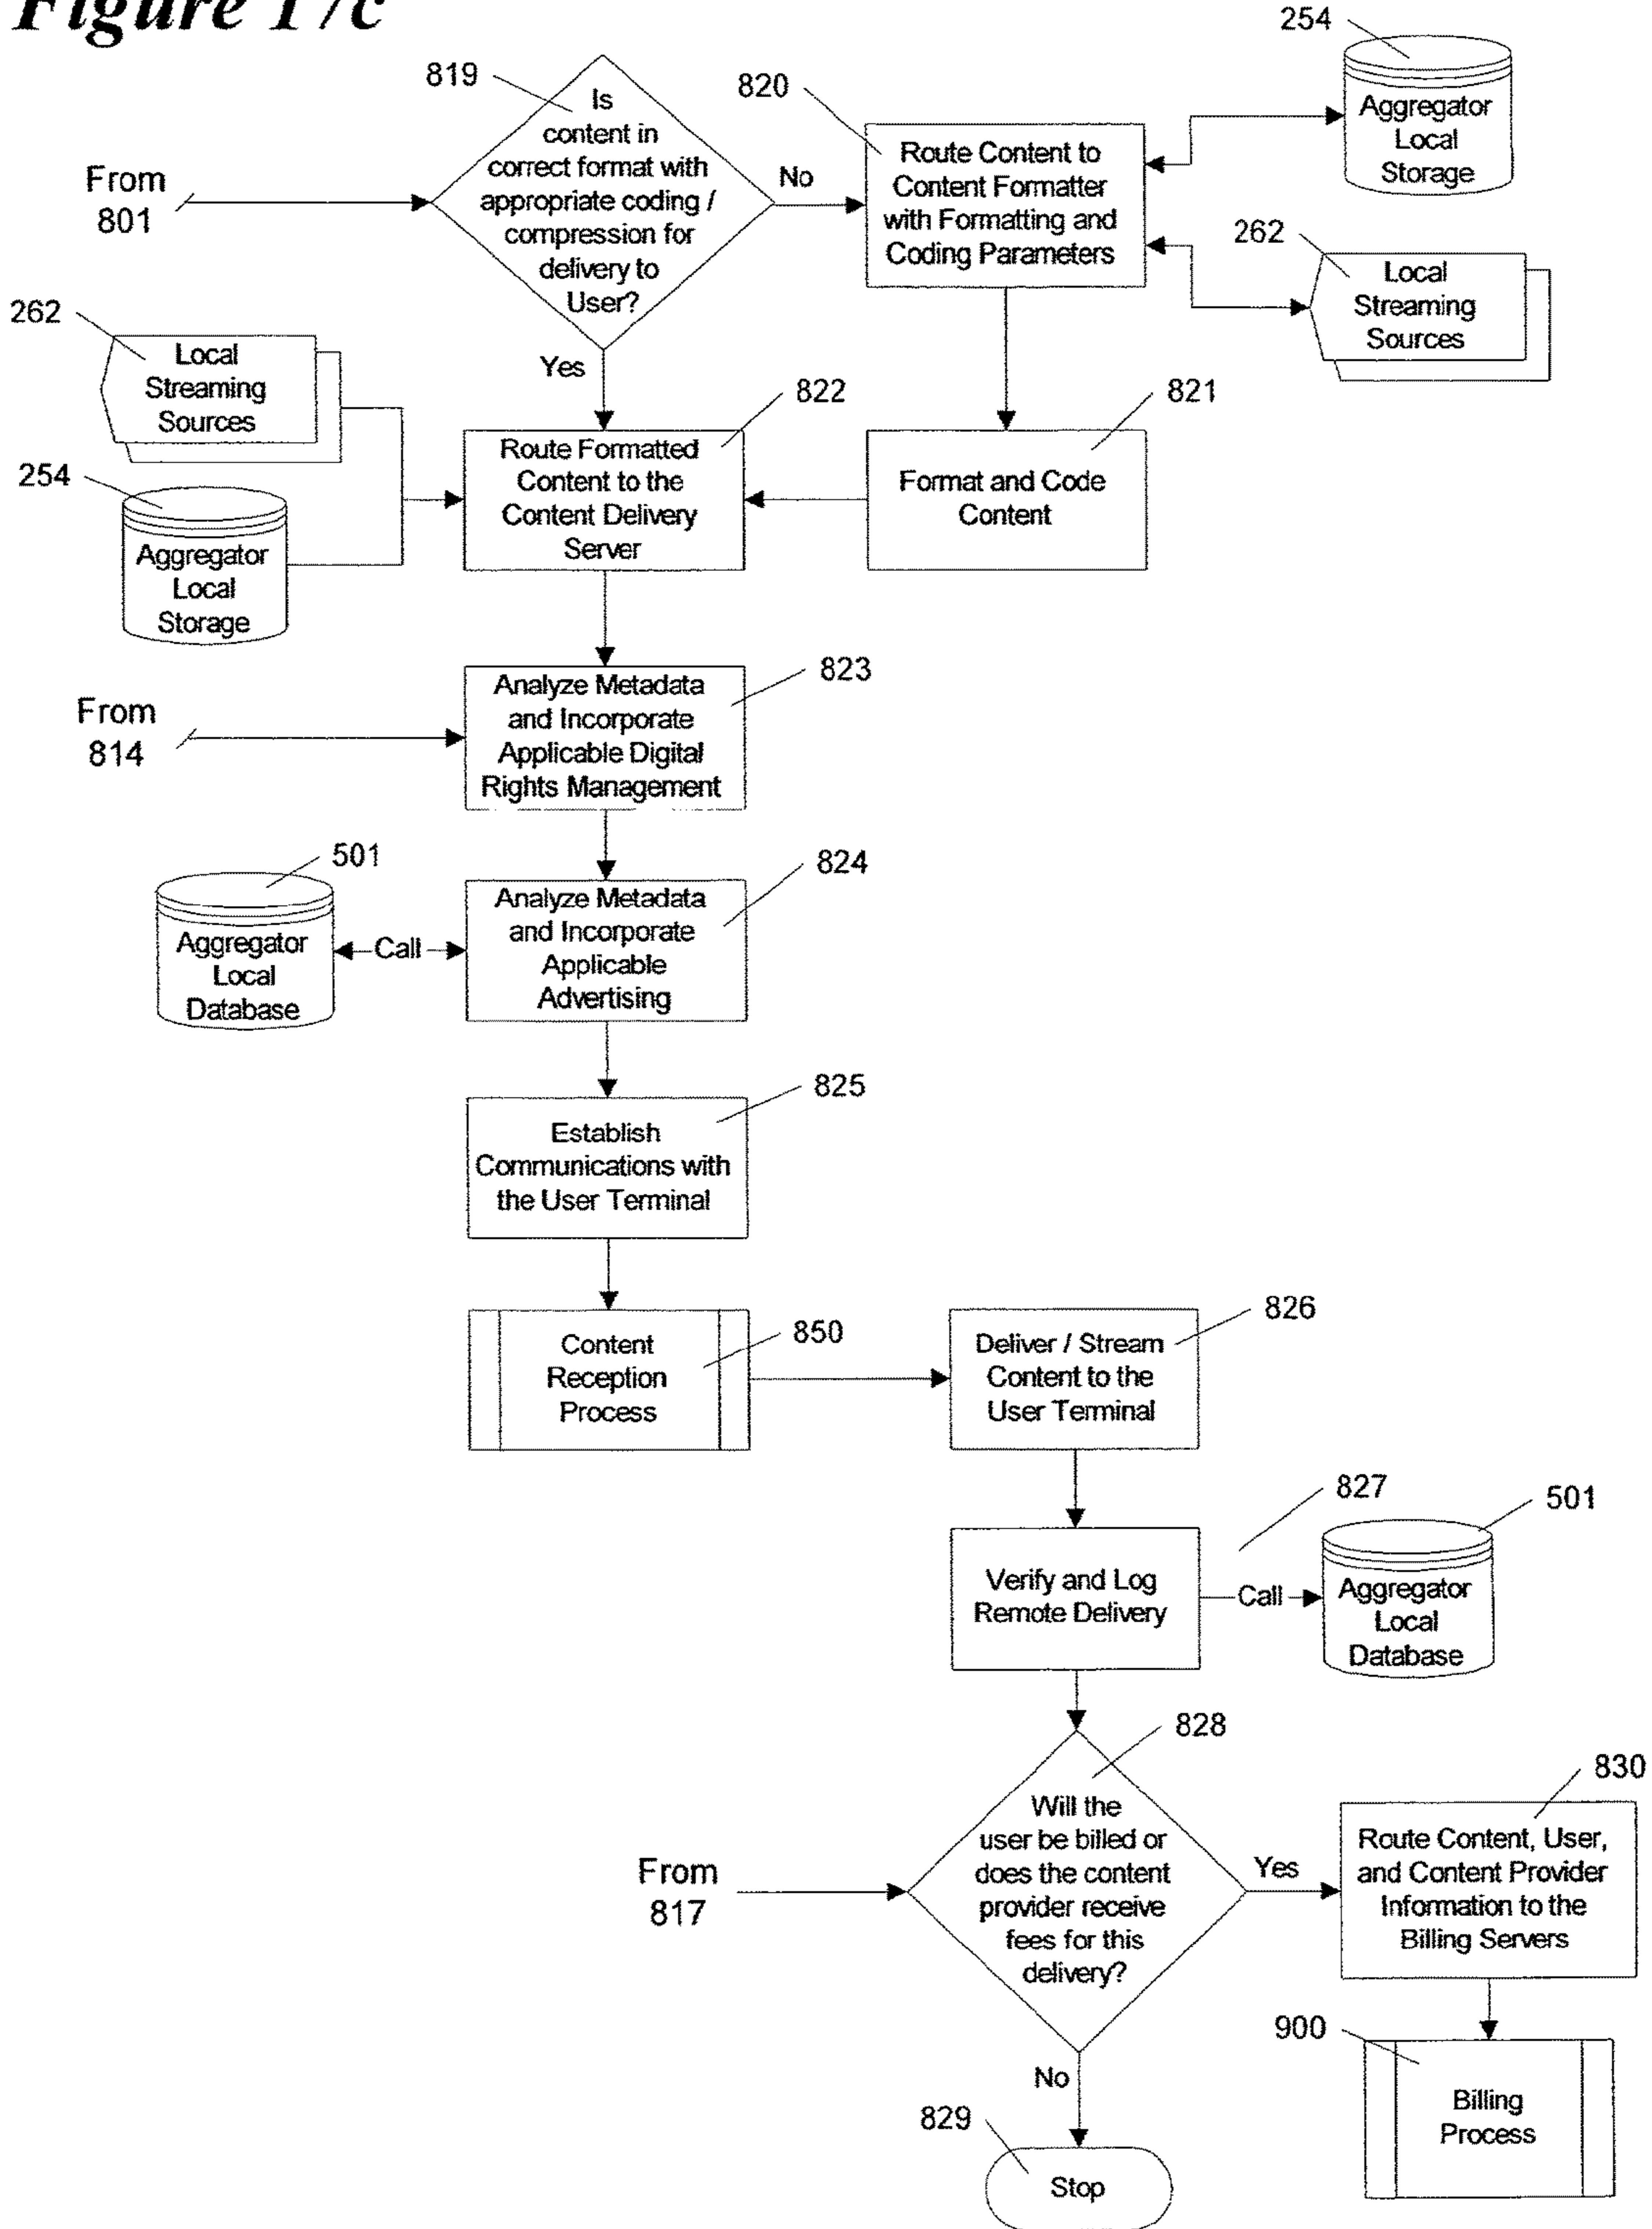 Figure 17c
254
819
820
Is
content in
correct format with
appropriate coding /
compression for
delivery to
User?
From
801
No
Route Content to
Content Formatter
with Formatting and
Coding Parameters
Aggregator
Local
Storage
262
Local
Streaming
Sources
262
Local
Streaming
Sources
Yes
822
821
254
Aggregator
Local
Storage
Route Formatted
Content to the
Content Delivery
Server
Format and Code
Content
823
From
814
Analyze Metadata
and Incorporate
Applicable Digital
Rights Management
501
824
Aggregator
Local
Database
Call
Analyze Metadata
and Incorporate
Applicable
Advertising
825
Establish
Communications with
the User Terminal
850
Content
Reception
Process
826
Deliver / Stream
Content to the
User Terminal
827
501
Verify and Log
Remote Delivery
Call
Aggregator
Local
Database
828
830
From
817
Will the
user be billed or
does the content
provider receive
fees for this
delivery?
Yes
Route Content, User,
and Content Provider
Information to the
Billing Servers
No
900
Billing
Process
829
Stop